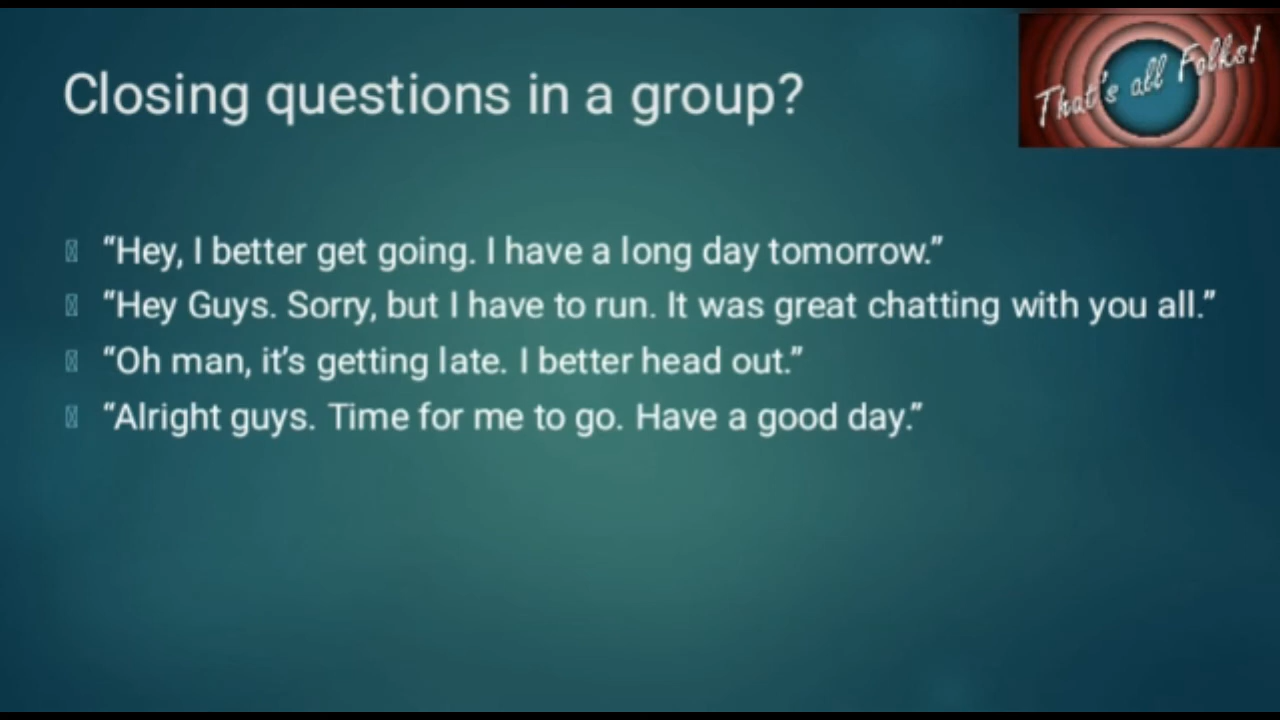 Closing questions in a group?
That's all Folks!
“Hey, I better get going. I have a long day tomorrow.”
“Hey Guys. Sorry, but I have to run. It was great chatting with you all.”
“Oh man, it’s getting late. I better head out.”
“Alright guys. Time for me to go. Have a good day.”